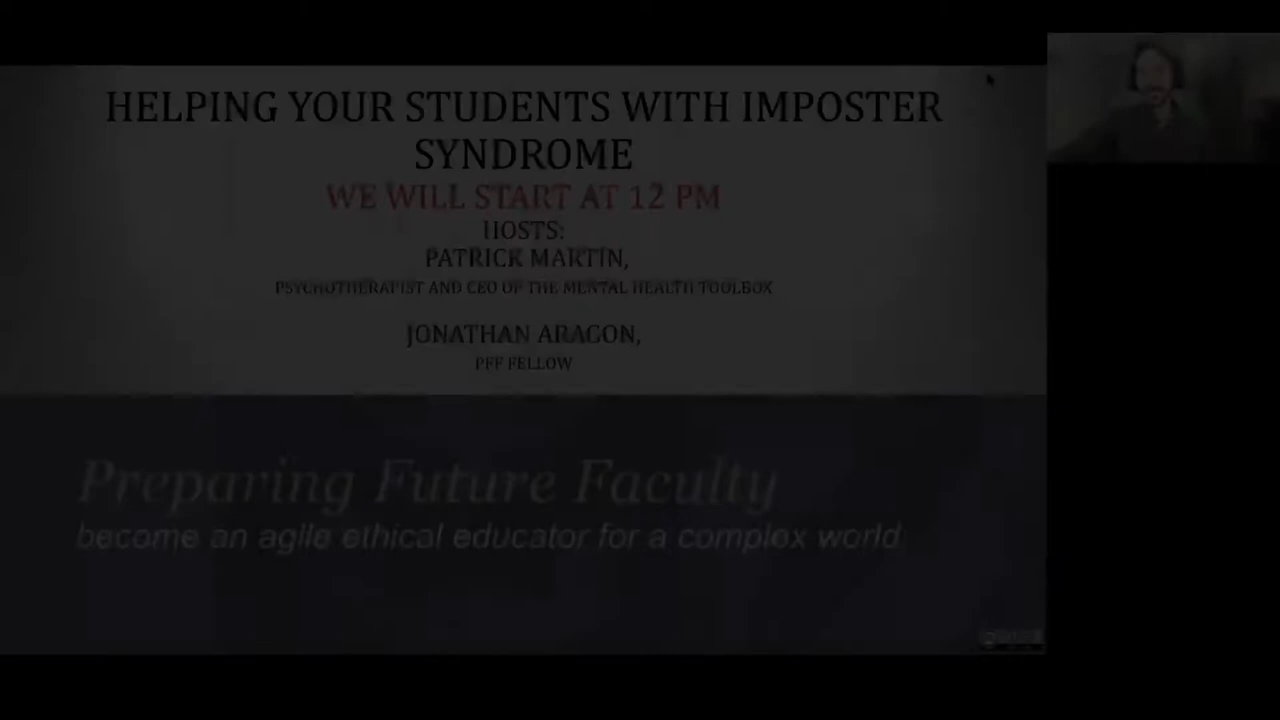 HELPING YOUR STUDENTS WITH IMPOSTER
SYNDROME
WE WILL START AT 12 PM
HOSTS:
PATRICK MARTIN,
PSYCHOTHERAPIST AND CEO OF THE MENTAL HEALTH TOOLBOX
JONATHAN ARAGON,
PFF FELLOW
Preparing Future Faculty
become an agile ethical educator for a complex world